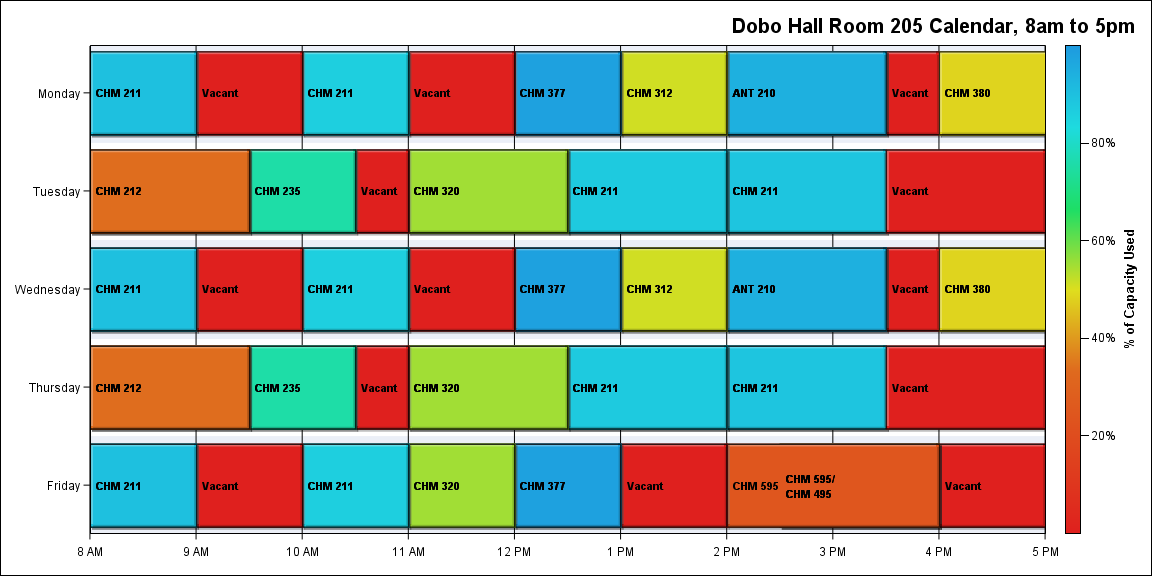 Dobo Hall Room 205 Calendar, 8am to 5pm
Monday
CHM 211
Vacant
CHM 211
Vacant
CHM 377
CHM 312
ANT 210
Vacant
CHM 380
Tuesday
CHM 212
CHM 235
Vacant
CHM 320
CHM 211
CHM 211
Vacant
Wednesday
CHM 211
Vacant
CHM 211
Vacant
CHM 377
CHM 312
ANT 210
Vacant
CHM 380
Thursday
CHM 212
CHM 235
Vacant
CHM 320
CHM 211
CHM 211
Vacant
Friday
CHM 211
Vacant
CHM 211
CHM 320
CHM 377
Vacant
CHM 595
CHM 595/
CHM 495
Vacant
8 AM
9 AM
10 AM
11 AM
12 PM
1 PM
2 PM
3 PM
4 PM
5 PM
80%
60%
40%
20%
% of Capacity Used